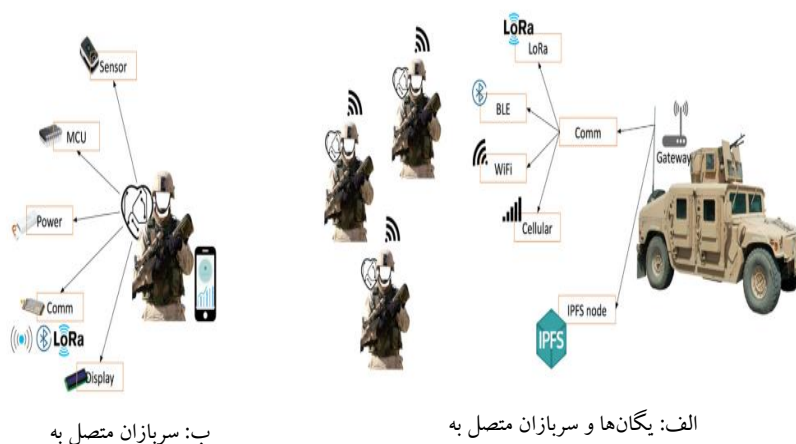 Sensor
MCU
Power
Comm
LoRa
Display
LoRa
LoRa
BLE
WiFi
Cellular
Comm
Gateway
IPFS node
IPFS
الف: یگان‌ها و سربازان متصل به
ب: سربازان متصل به